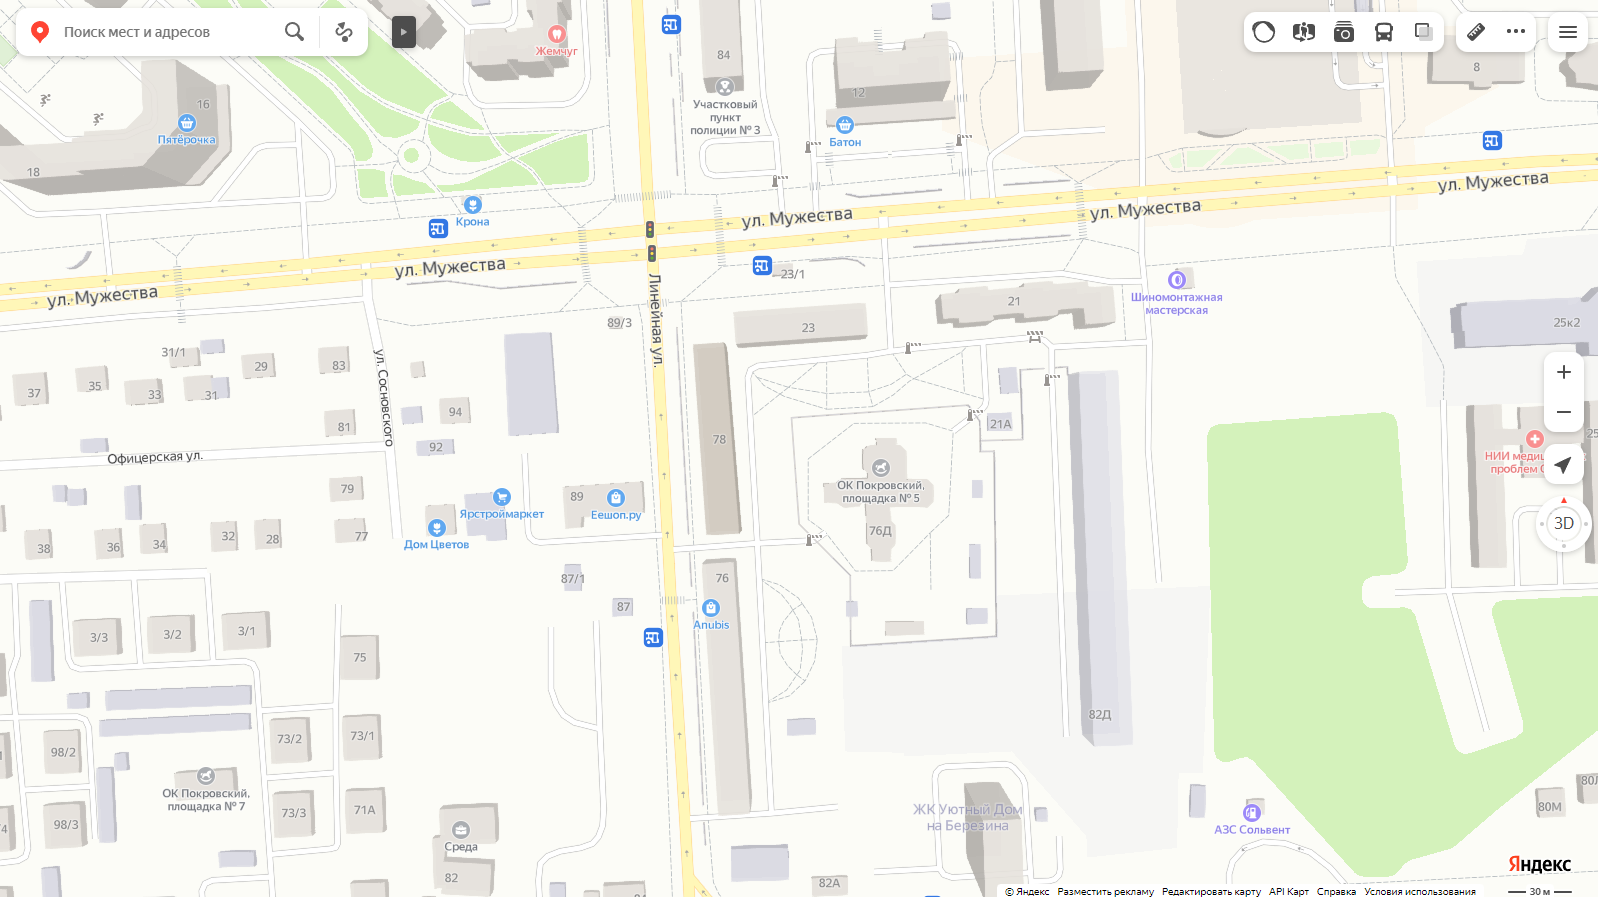 Поиск мест и адресов
Жемчуг
84
8
12
Участковый
пункт
полиции № 3
Батон
16
Пятёрочка
18
Крона
ул. Мужества
ул. Мужества
ул. Мужества
ул. Мужества
ул. Мужества
23/1
Линейная ул.
Шиномонтажная
мастерская
21
23
89/3
25к2
31/1
29
83
37
35
33
31
ул. Сосновского
94
81
92
78
21А
Офицерская ул.
НИИ медиц
проблем С
25
ОК Покровский,
площадка № 5
76Д
79
89
Ярстроймаркет
Eешоп.ру
3D
Дом Цветов
38
36
34
32
28
77
87/1
76
87
Anubis
3/3
3/2
3/1
75
82Д
98/2
73/2
73/1
ОК Покровский,
площадка № 7
80Л
80М
98/3
73/3
71А
ЖК Уютный Дом
на Березина
АЗС Сольвент
Среда
82
82А
Яндекс
© Яндекс Разместить рекламу Редактировать карту API Карт Справка Условия использования
30 м